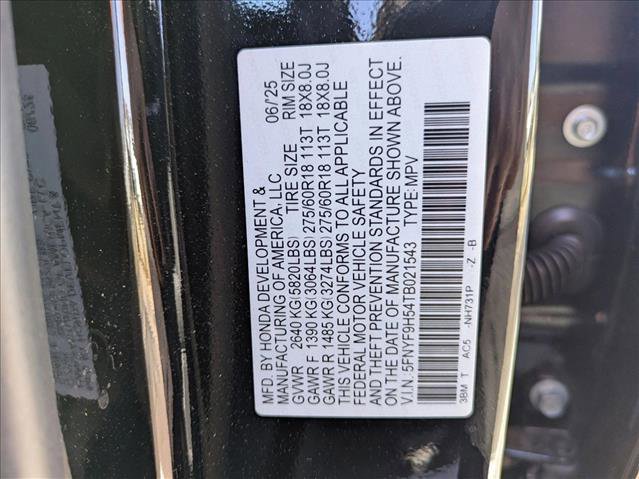 MFD. BY HONDA DEVELOPMENT &
MANUFACTURING OF AMERICA, LLC 06/25
GVWR 2640 KG(5820LBS) TIRE SIZE RIM SIZE
GAWR F 1390 KG(3064LBS) 275/60R18 113T 18X8.0J
GAWR R 1485 KG(3274LBS) 275/60R18 113T 18X8.0J
THIS VEHICLE CONFORMS TO ALL APPLICABLE
FEDERAL MOTOR VEHICLE SAFETY
AND THEFT PREVENTION STANDARDS IN EFFECT
ON THE DATE OF MANUFACTURE SHOWN ABOVE.
V.I.N. 5FNYF9H54TB021543 TYPE: MPV
3BM T AC5 -NH731P -Z -B